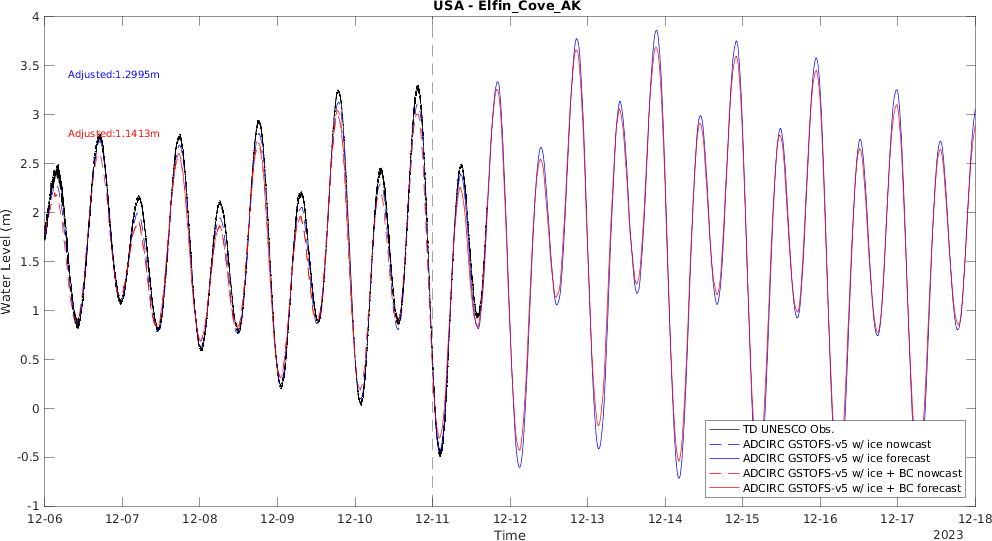 USA - Elfin_Cove_AK
4
3.5
3
2.5
2
1.5
1
0.5
0
-0.5
-1
Water Level (m)
Adjusted:1.2995m
Adjusted:1.1413m
TD UNESCO Obs.
ADCIRC GSTOFS-v5 w/ ice nowcast
ADCIRC GSTOFS-v5 w/ ice forecast
ADCIRC GSTOFS-v5 w/ ice + BC nowcast
ADCIRC GSTOFS-v5 w/ ice + BC forecast
12-06 12-07 12-08 12-09 12-10 12-11 12-12 12-13 12-14 12-15 12-16 12-17 12-18
Time
2023